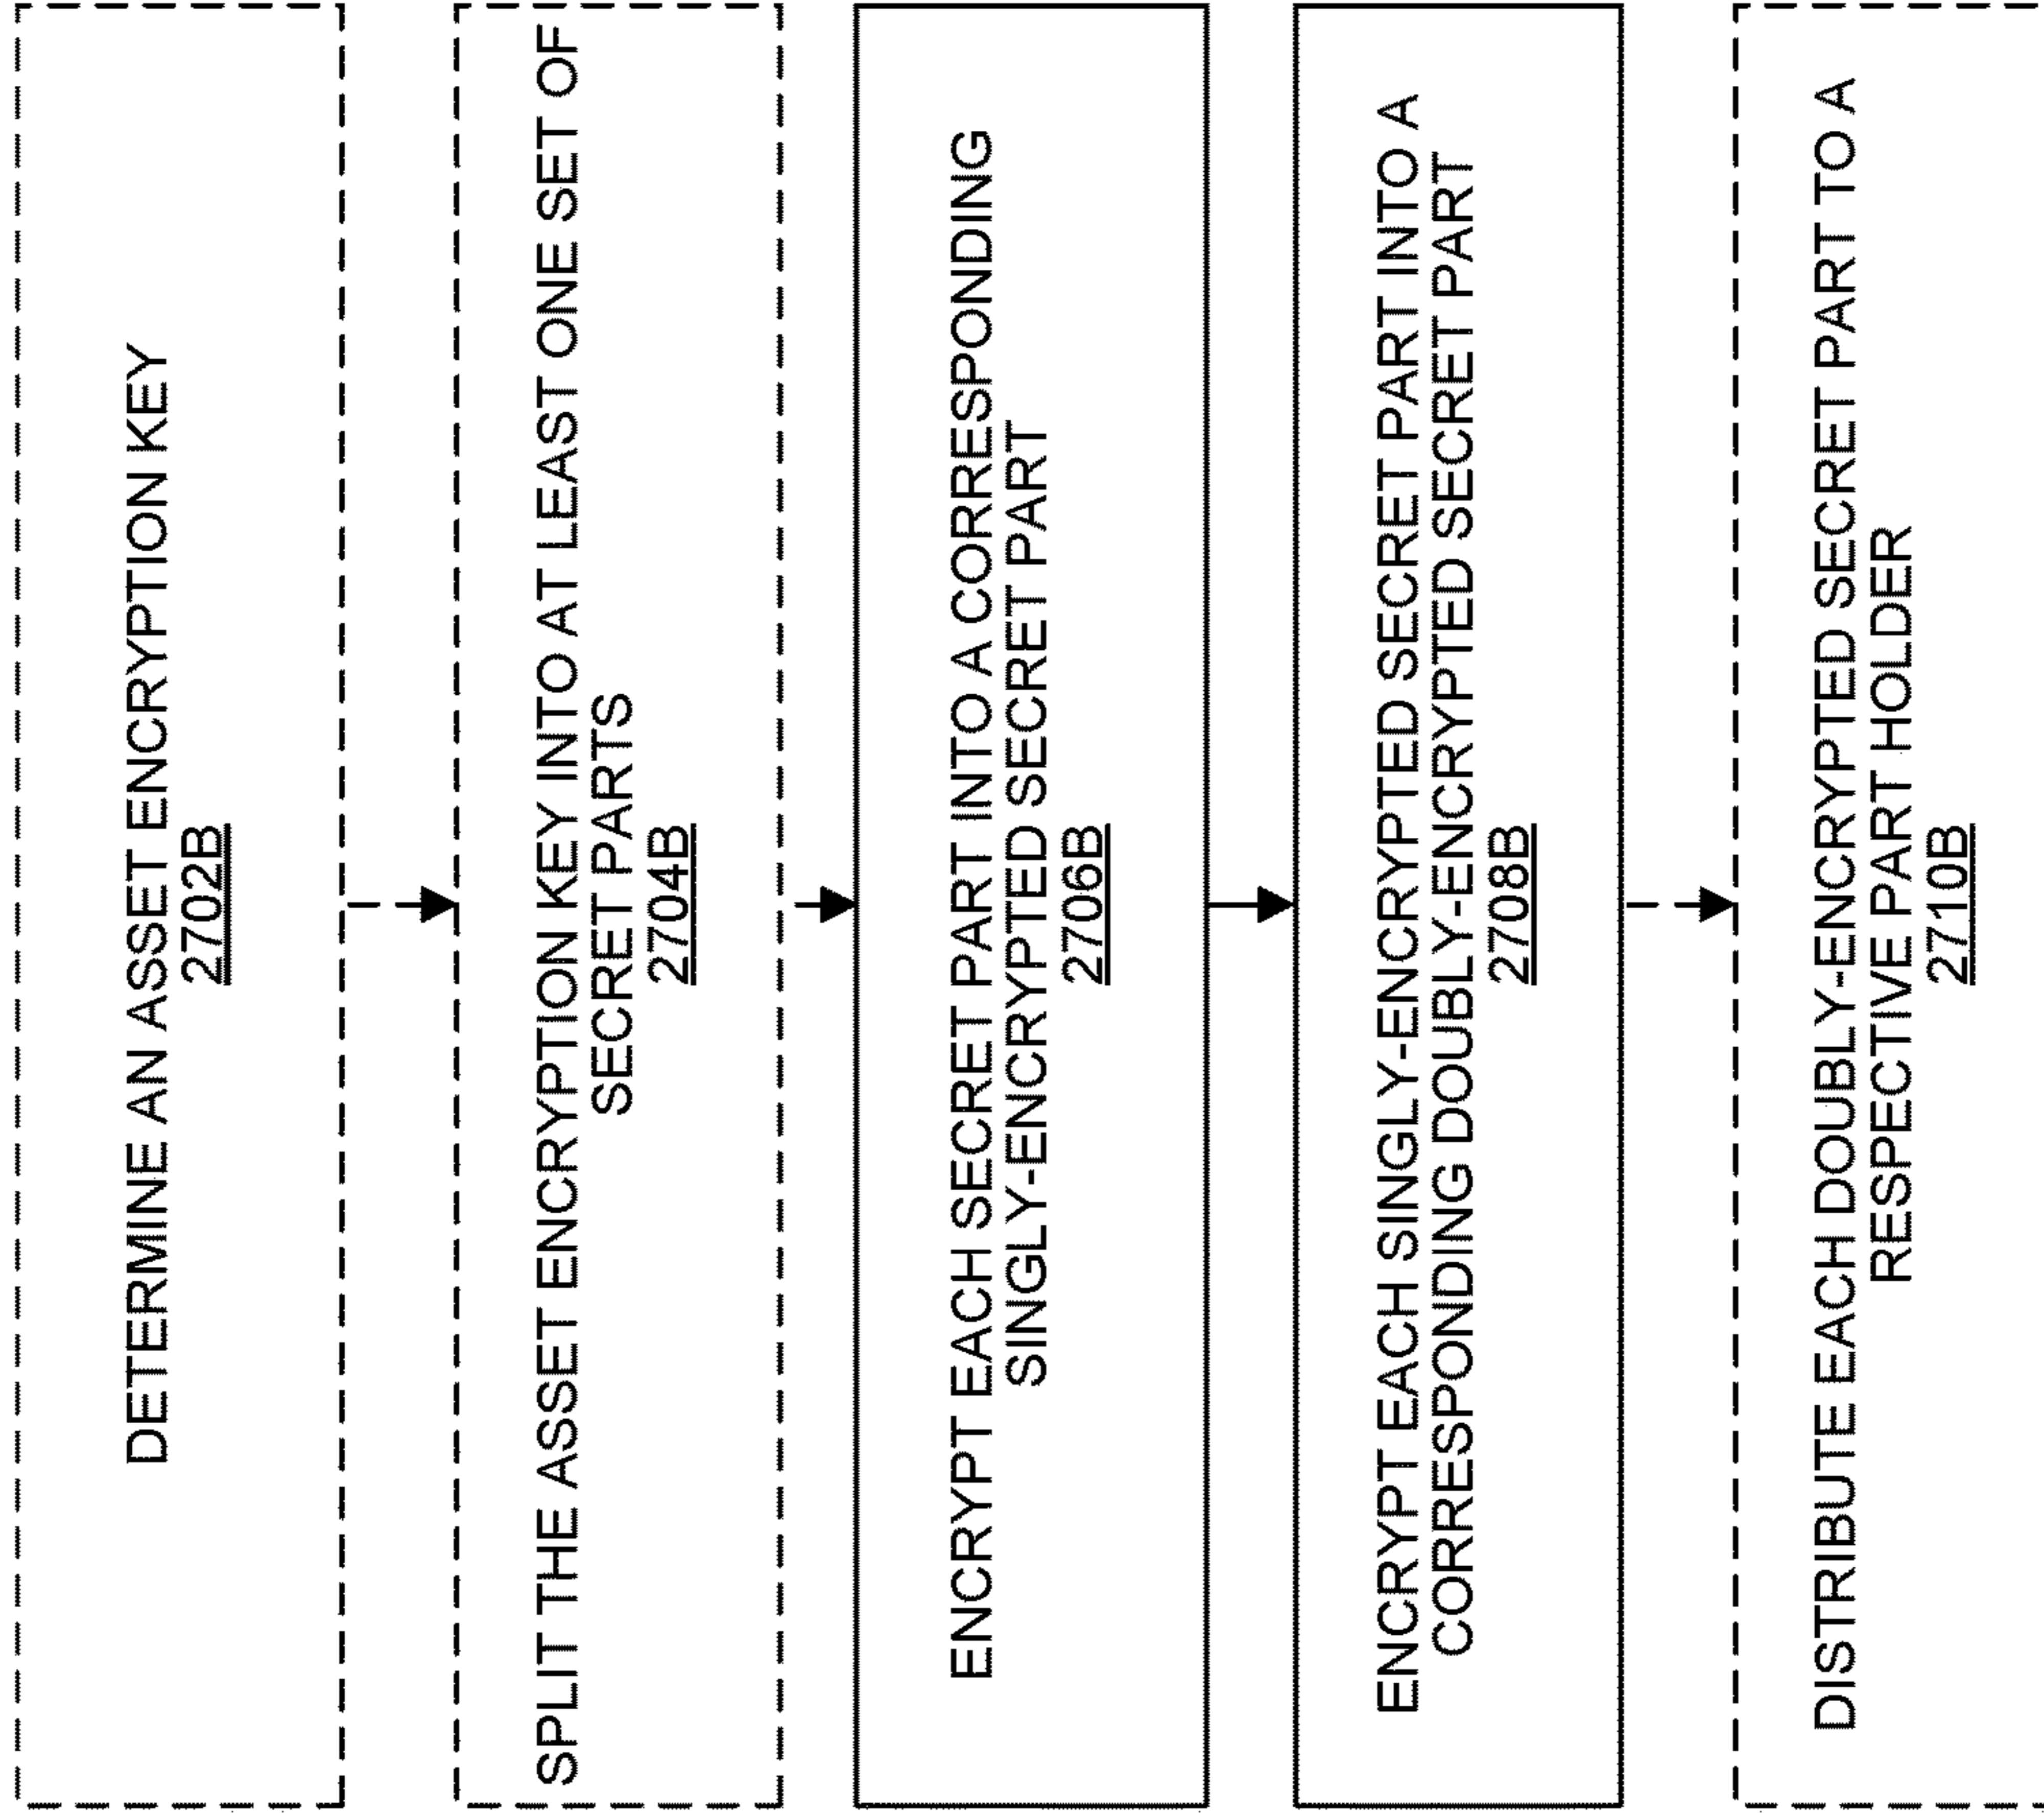 DETERMINE AN ASSET ENCRYPTION KEY
2702B
SPLIT THE ASSET ENCRYPTION KEY INTO AT LEAST ONE SET OF
SECRET PARTS
2704B
ENCRYPT EACH SECRET PART INTO A CORRESPONDING
SINGLY-ENCRYPTED SECRET PART
2706B
ENCRYPT EACH SINGLY-ENCRYPTED SECRET PART INTO A
CORRESPONDING DOUBLY-ENCRYPTED SECRET PART
2708B
DISTRIBUTE EACH DOUBLY-ENCRYPTED SECRET PART TO A
RESPECTIVE PART HOLDER
2710B